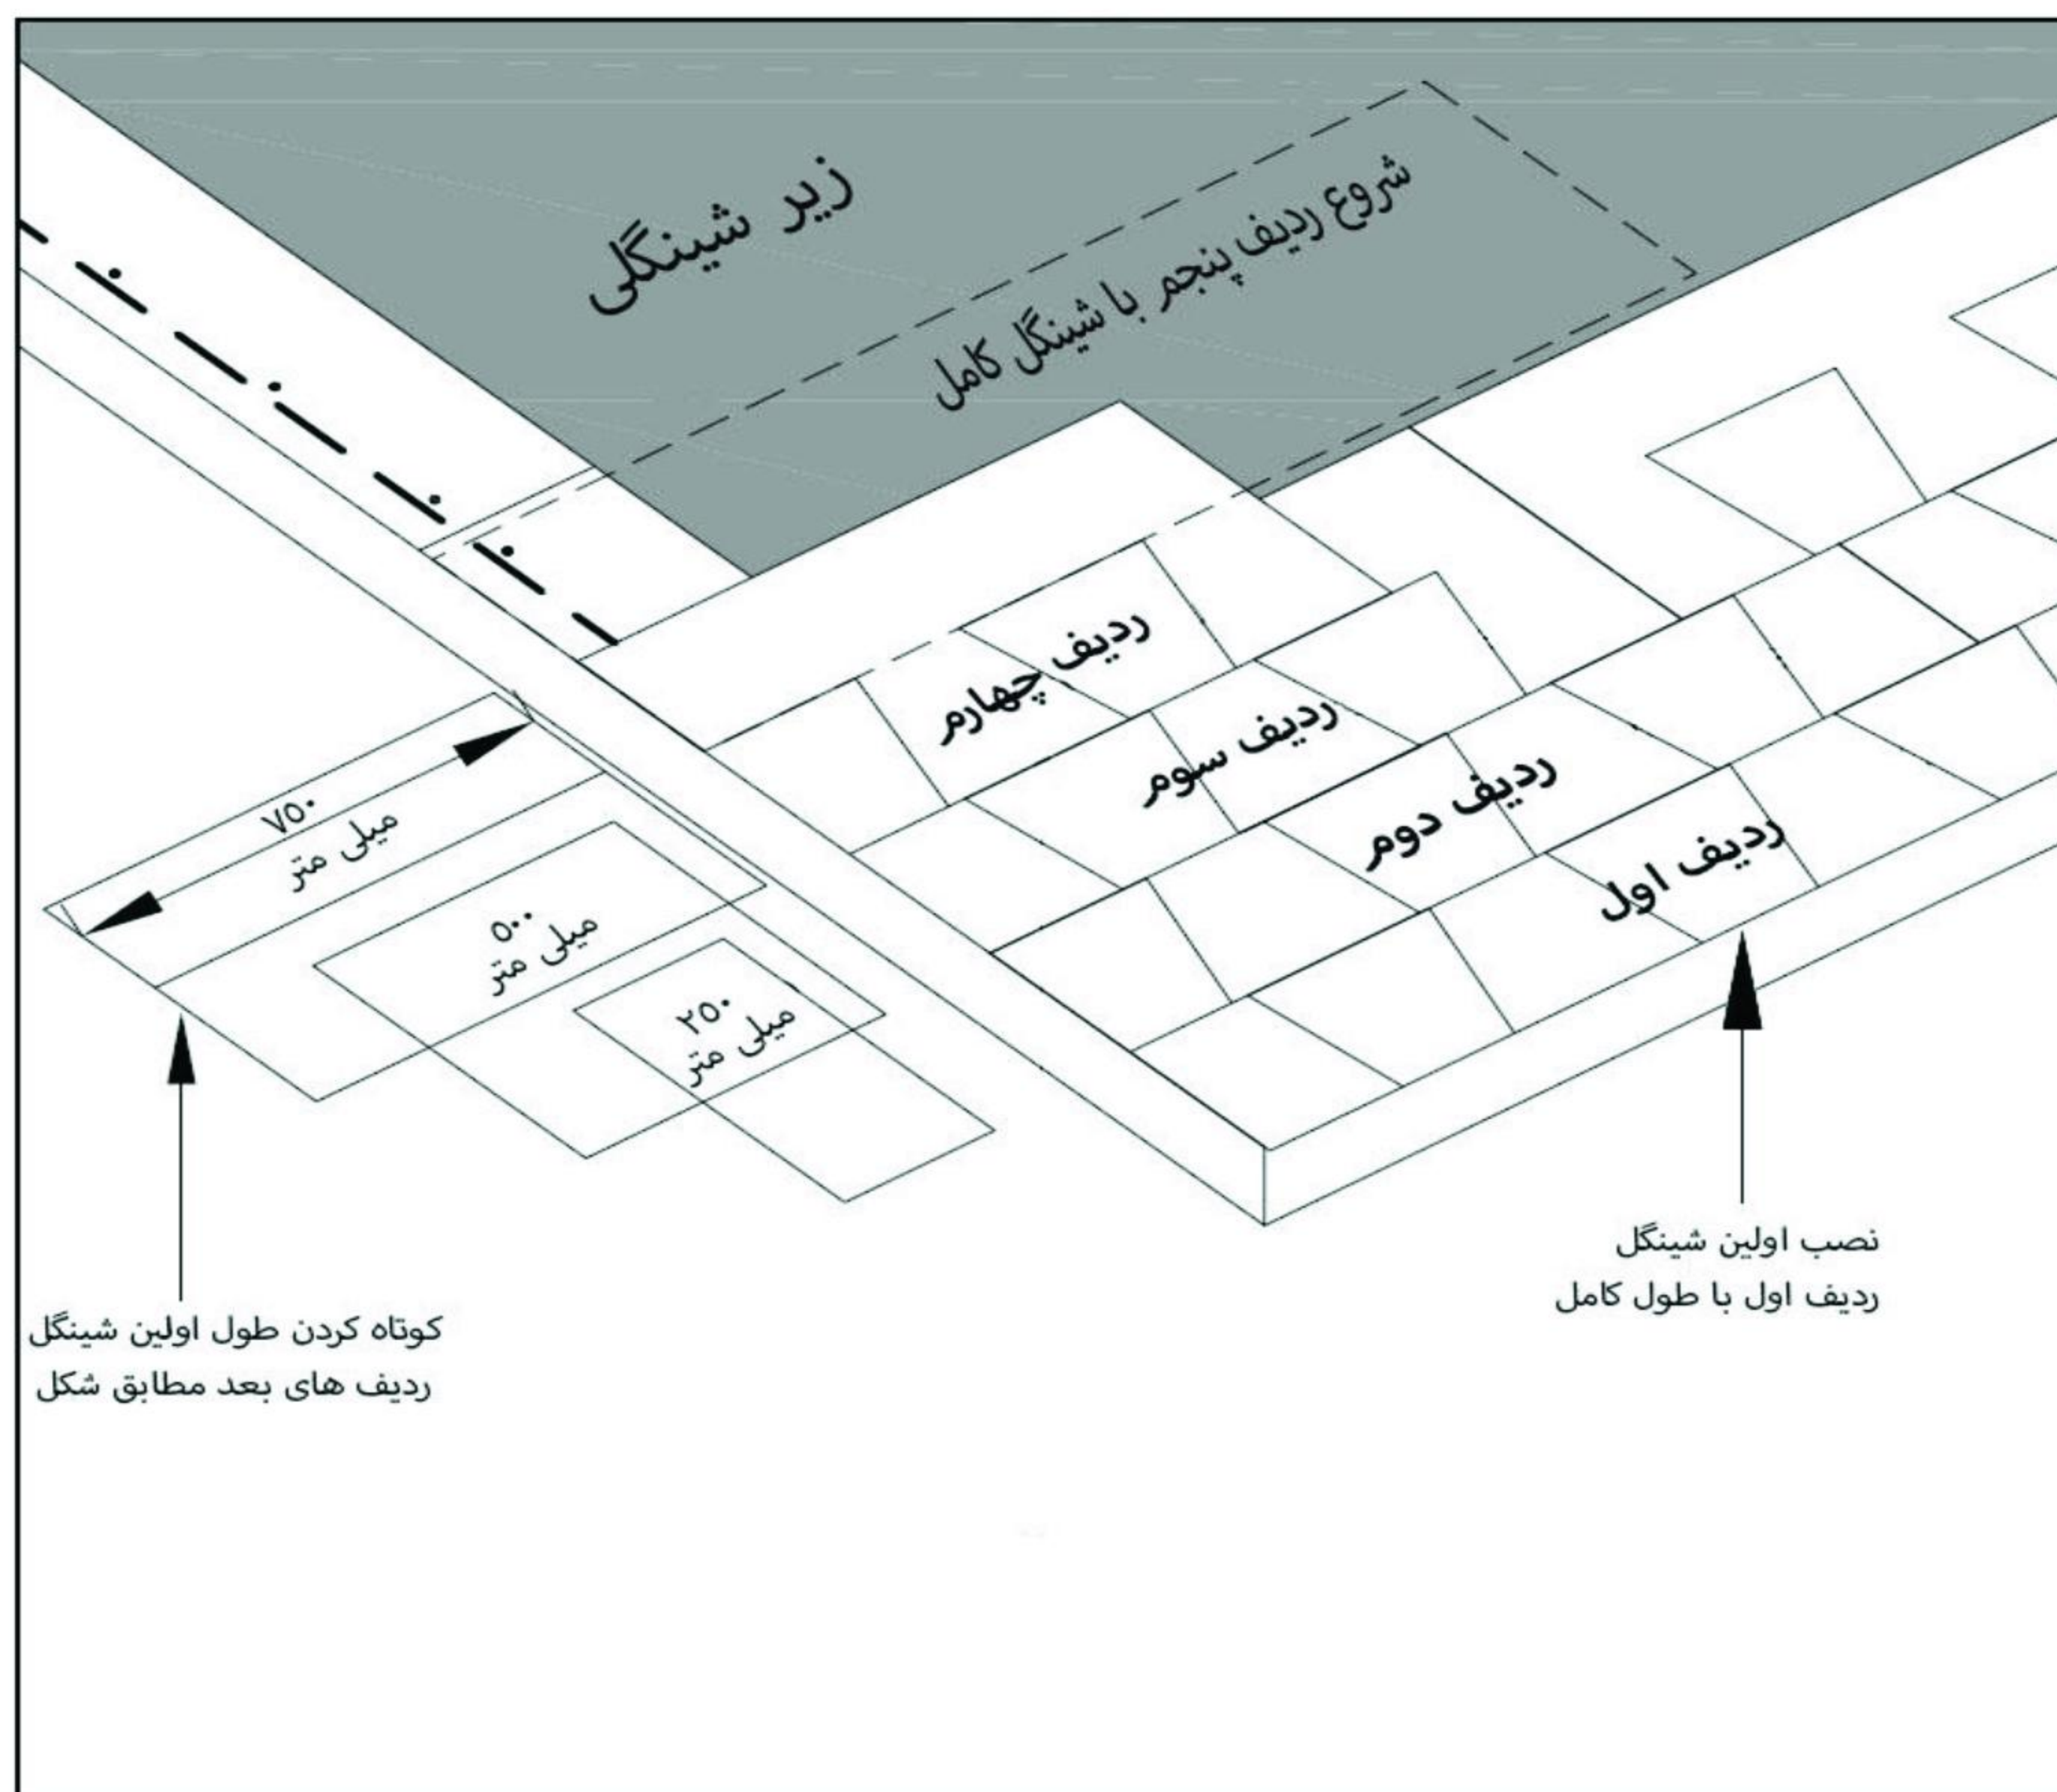 زیر شینگلی
شروع ردیف پنجم با شینگل کامل
ردیف چهارم
ردیف سوم
ردیف دوم
ردیف اول
۷۵۰
میلی متر
۵۰۰
میلی متر
۲۵۰
میلی متر
نصب اولین شینگل
ردیف اول با طول کامل
کوتاه کردن طول اولین شینگل
ردیف های بعد مطابق شکل